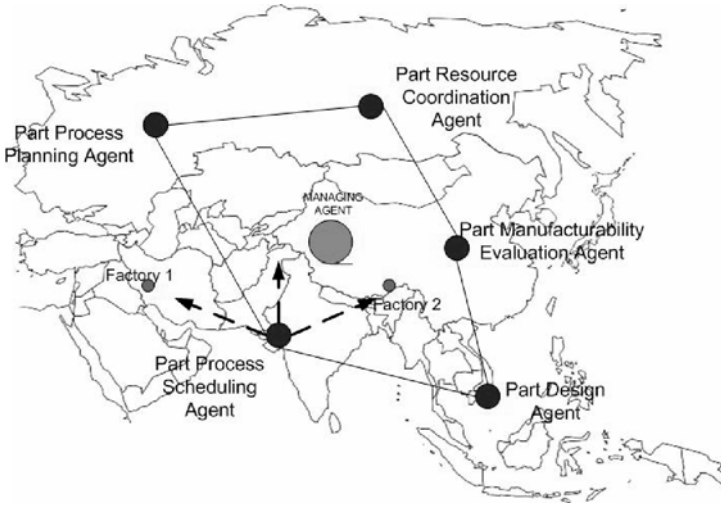 Part Resource
Coordination
Agent
Part Process
Planning Agent
MANAGING
AGENT
Part Manufacturability
Evaluation Agent
Factory 1
Factory 2
Part Process
Scheduling
Agent
Part Design
Agent